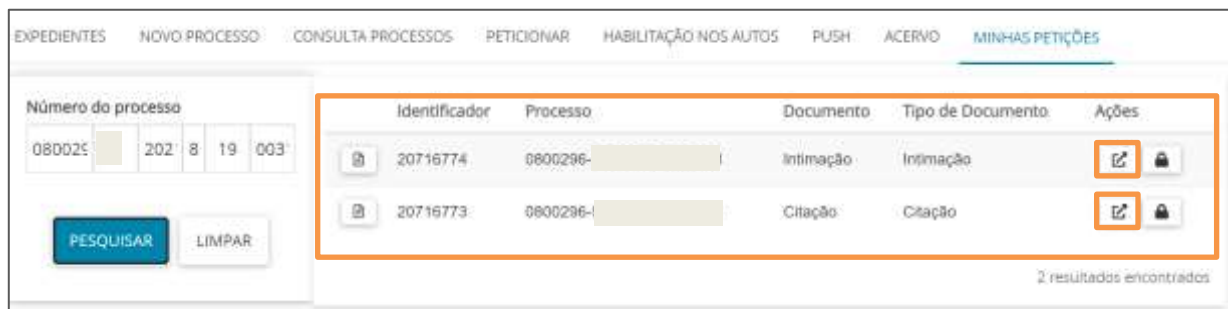 EXPEDIENTES NOVO PROCESSO CONSULTA PROCESSOS PETICIONAR HABILITAÇÃO NOS AUTOS PUSH ACERVO MINHAS PETIÇÕES
Número do processo
080029 202 8 19 003
PESQUISAR LIMPAR
Identificador Processo Documento Tipo de Documento Ações
20716774 0800296- Intimação Intimação
20716773 0800296- Citação Citação
2 resultados encontrados